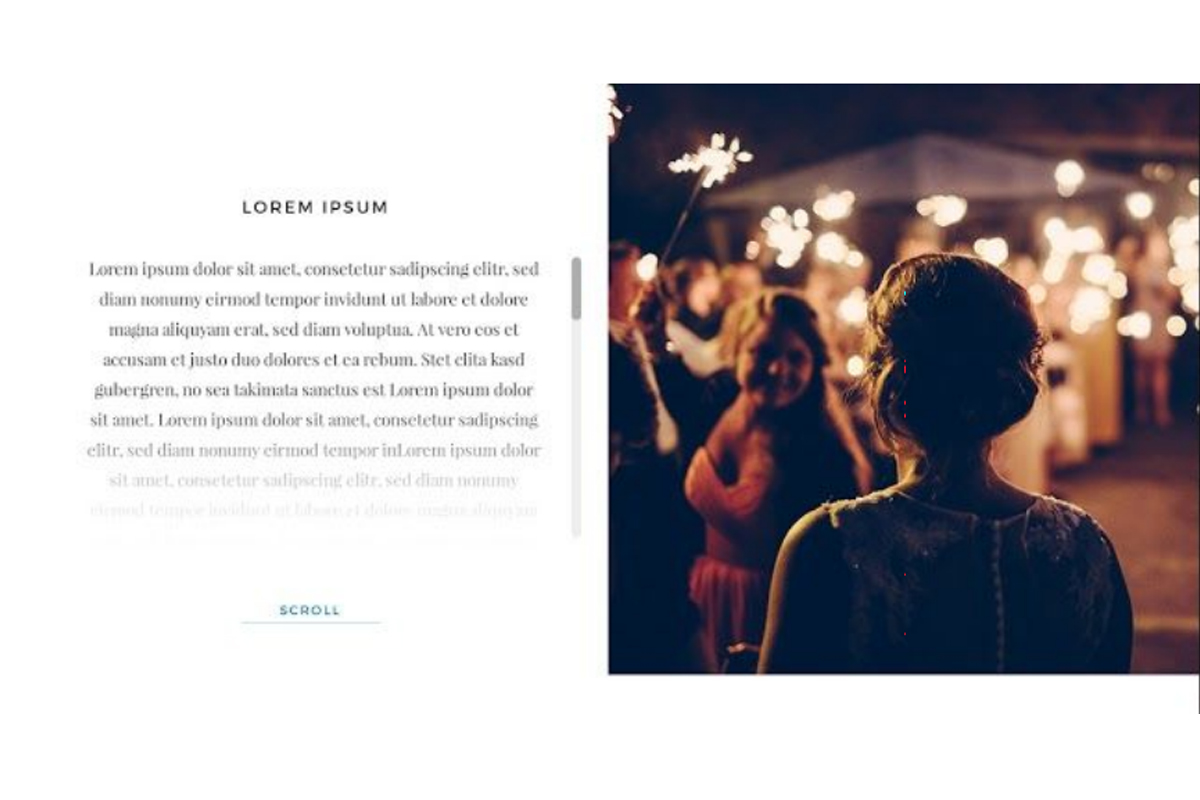 LOREM IPSUM
Lorem ipsum dolor sit amet, consetetur sadipscing elitr, sed
diam nonumy eirmod tempor invidunt ut labore et dolore
magna aliquyam erat, sed diam voluptua. At vero eos et
accusam et justo duo dolores et ea rebum. Stet clita kasd
gubergren, no sea takimata sanctus est Lorem ipsum dolor
sit amet. Lorem ipsum dolor sit amet, consetetur sadipscing
elitr, sed diam nonumy eirmod tempor inLorem ipsum dolor
sit amet, consetetur sadipscing elitr, sed diam nonumy
eirmod tempor invidunt ut labore et dolore magna aliquyam
SCROLL